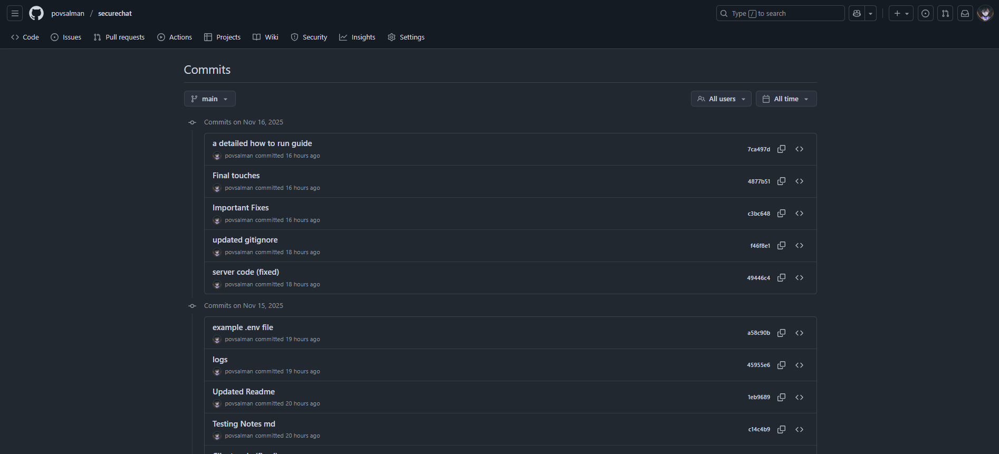 povsalman / securechat
Type / to search
Code Issues Pull requests Actions Projects Wiki Security Insights Settings
Commits
main
All users All time
Commits on Nov 16, 2025
a detailed how to run guide
povsalman committed 16 hours ago
7ca497d
Final touches
povsalman committed 16 hours ago
4877b51
Important Fixes
povsalman committed 16 hours ago
c3bc648
updated gitignore
povsalman committed 18 hours ago
f46f8e1
server code (fixed)
povsalman committed 18 hours ago
49446c4
Commits on Nov 15, 2025
example .env file
povsalman committed 19 hours ago
a58c90b
logs
povsalman committed 19 hours ago
45955e6
Updated Readme
povsalman committed 20 hours ago
1eb9689
Testing Notes md
povsalman committed 20 hours ago
c14c4b9